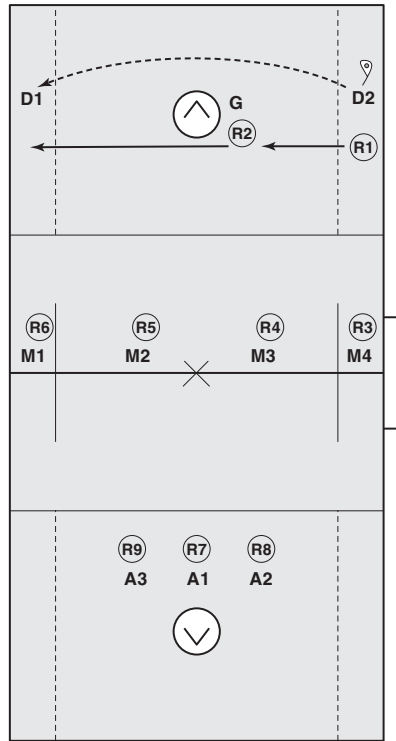 D1 G D2
R2 R1
R6 R5 R4 R3
M1 M2 M3 M4
R9 R7 R8
A3 A1 A2